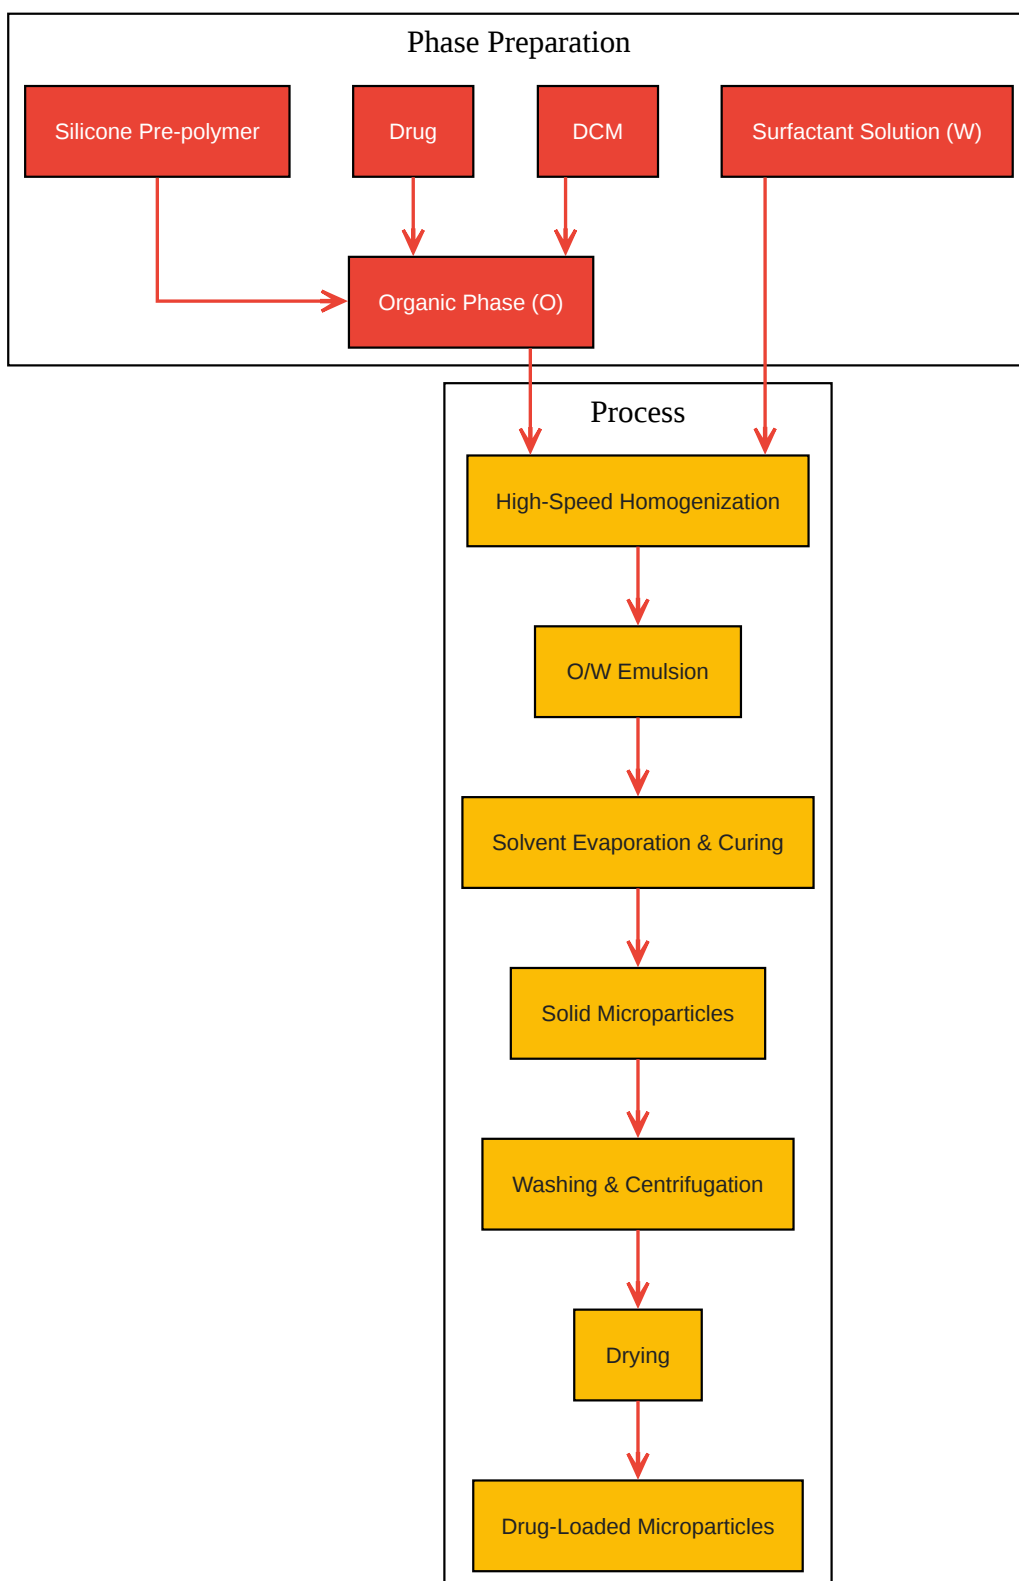 Phase Preparation
Silicone Pre-polymer
Drug
DCM
Surfactant Solution (W)
Organic Phase (O)
Process
High-Speed Homogenization
O/W Emulsion
Solvent Evaporation & Curing
Solid Microparticles
Washing & Centrifugation
Drying
Drug-Loaded Microparticles